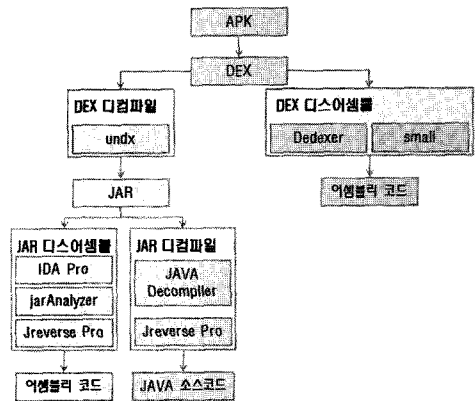 APK
DEX
DEX 디컴파일
undx
DEX 디스어셈블
Dedexer
small
JAR
어셈블리 코드
JAR 디스어셈블
IDA Pro
jarAnalyzer
Jreverse Pro
JAR 디컴파일
JAVA
Decompiler
Jreverse Pro
어셈블리 코드
JAVA 소스코드